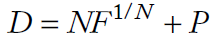 D = NF^{1/N} + P